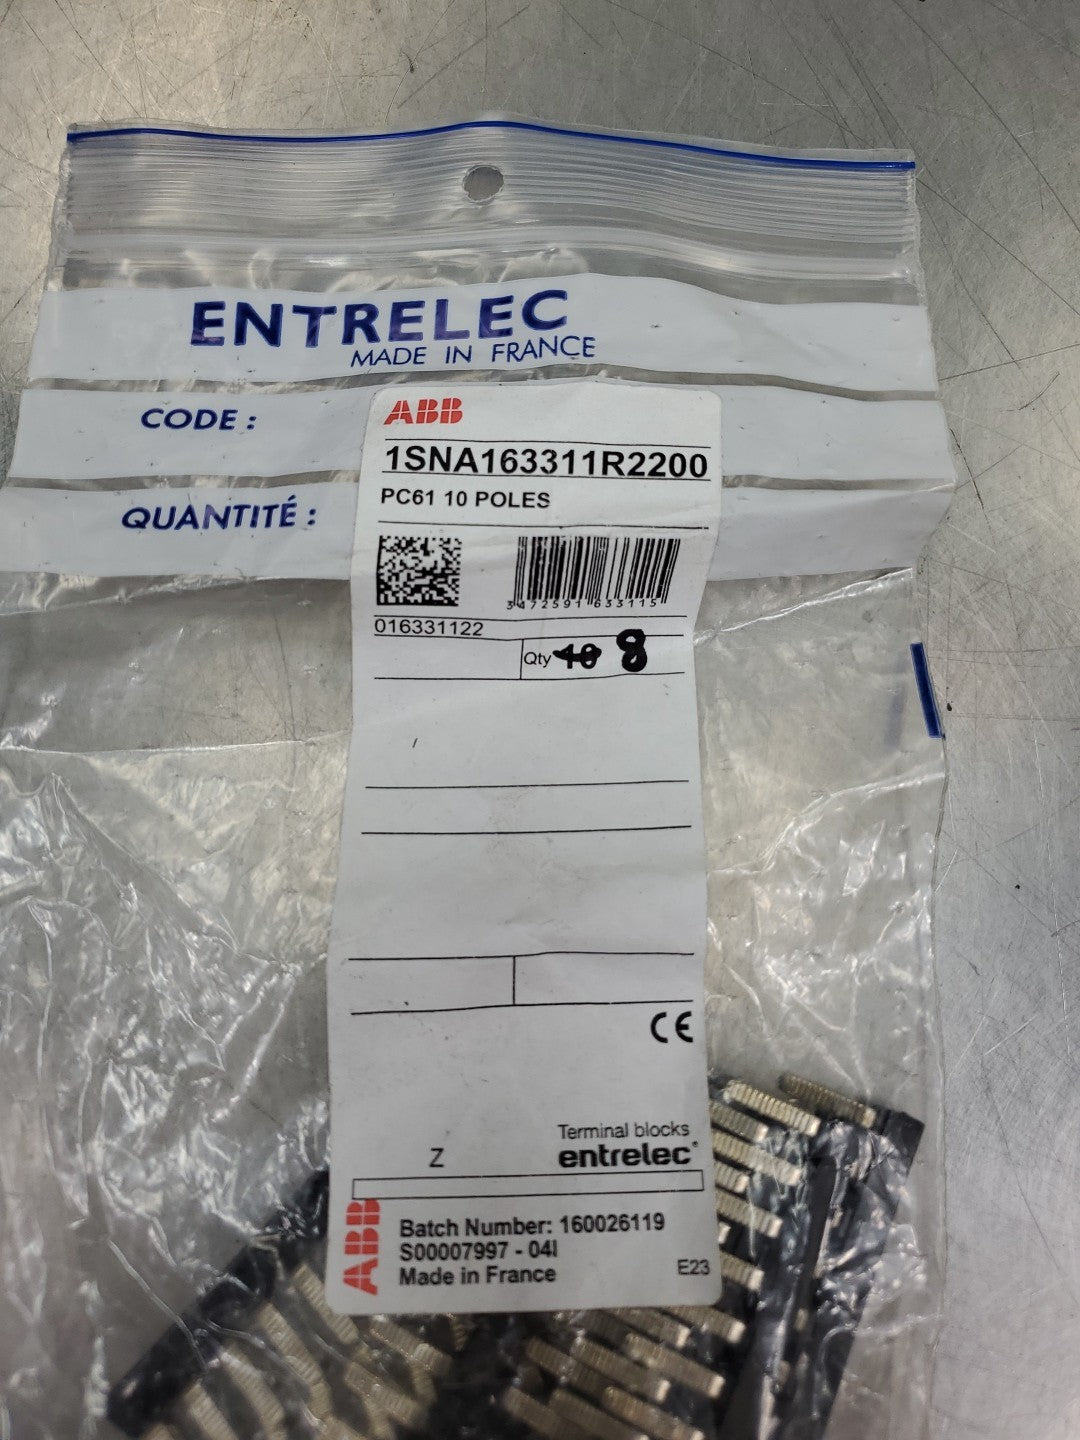 ENTRELEC
MADE IN FRANCE
CODE :
QUANTITÉ :
ABB
1SNA163311R2200
PC61 10 POLES
3472591633115
016331122
Qty 10 8
CE
Terminal blocks
Z entrelec®
ABB
Batch Number: 160026119
S00007997 - 04I
Made in France E23